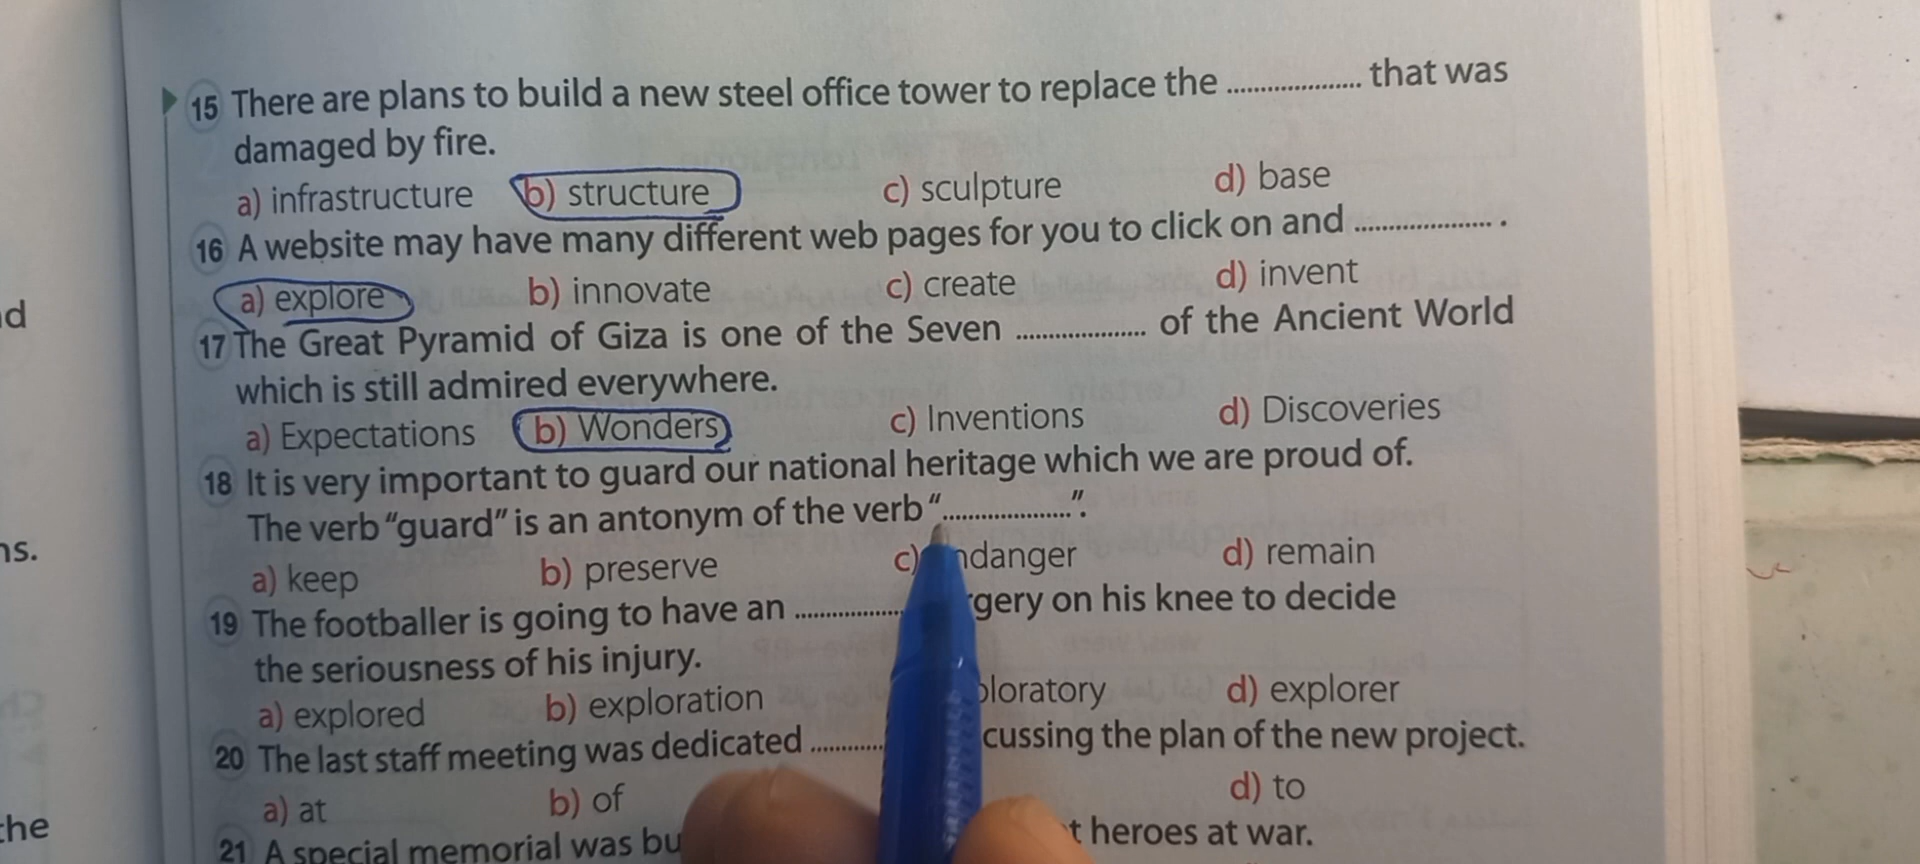 15 There are plans to build a new steel office tower to replace the .................... that was
damaged by fire.
a) infrastructure b) structure c) sculpture d) base
16 A website may have many different web pages for you to click on and .................... .
a) explore b) innovate c) create d) invent
17 The Great Pyramid of Giza is one of the Seven .................... of the Ancient World
which is still admired everywhere.
a) Expectations b) Wonders c) Inventions d) Discoveries
18 It is very important to guard our national heritage which we are proud of.
The verb “guard” is an antonym of the verb “....................”.
a) keep b) preserve c) ndanger d) remain
19 The footballer is going to have an ................ gery on his knee to decide
the seriousness of his injury.
a) explored b) exploration ploratory d) explorer
20 The last staff meeting was dedicated ........... cussing the plan of the new project.
a) at b) of d) to
21 A special memorial was bu t heroes at war.
d
ns.
the